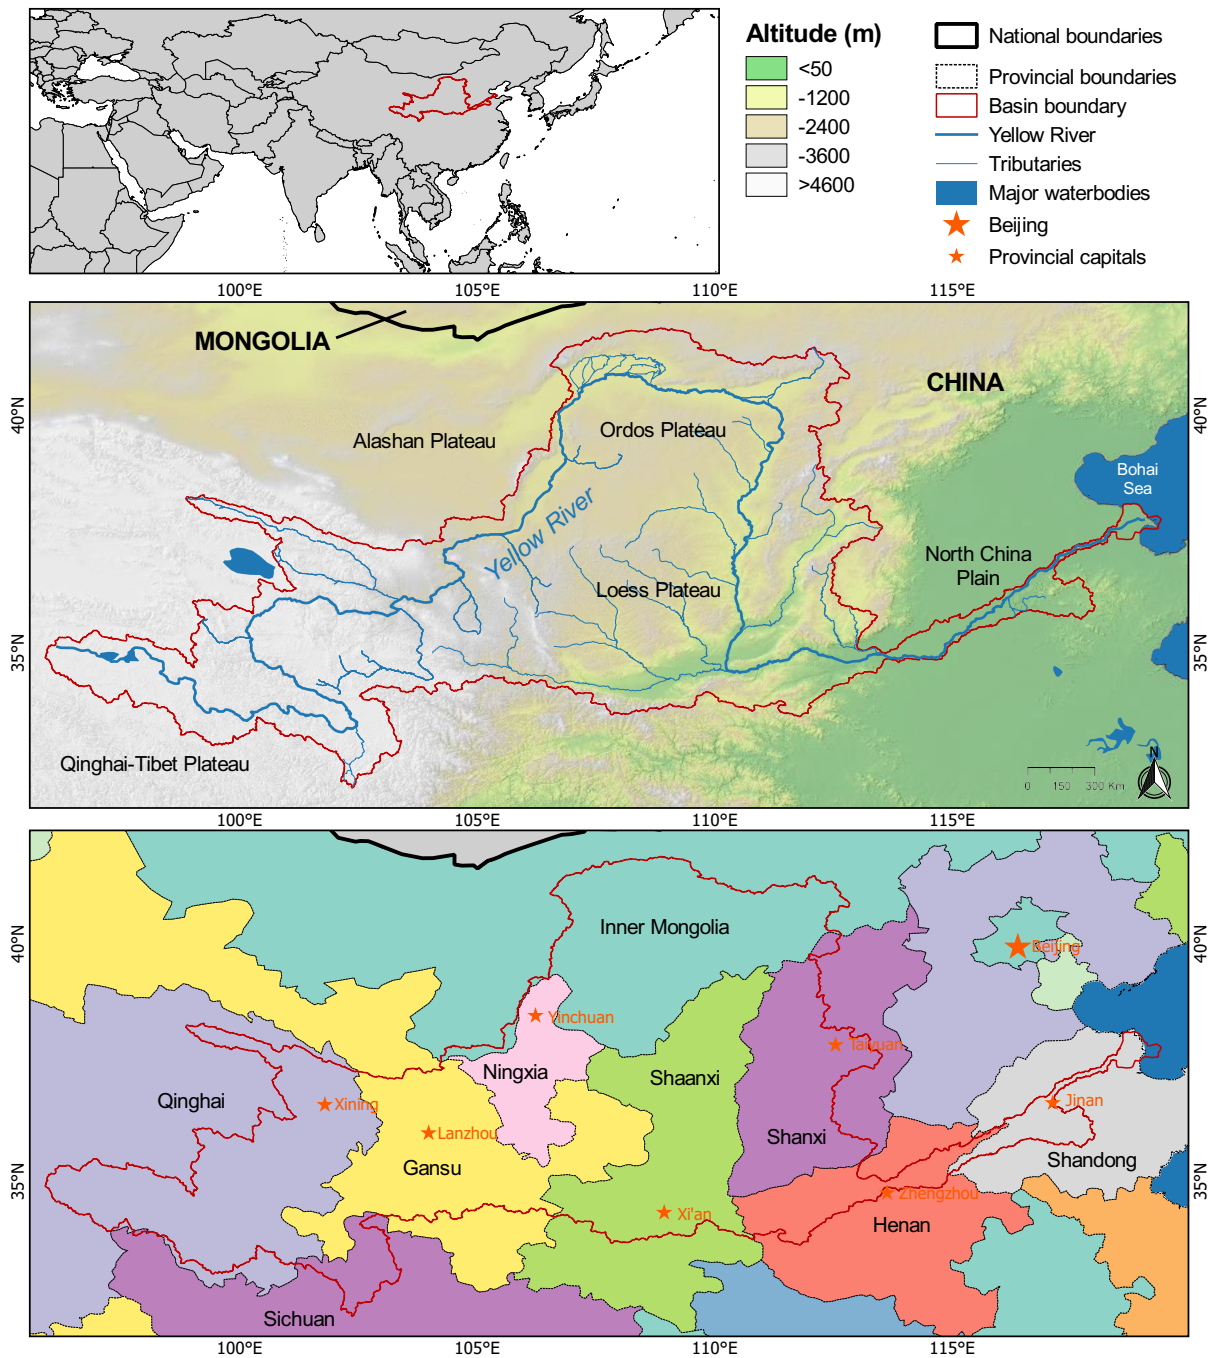 Altitude (m)
<50
-1200
-2400
-3600
>4600
National boundaries
Provincial boundaries
Basin boundary
Yellow River
Tributaries
Major waterbodies
Beijing
Provincial capitals
100°E
105°E
110°E
115°E
MONGOLIA
CHINA
40°N
40°N
Alashan Plateau
Ordos Plateau
Bohai
Sea
Yellow River
North China
Plain
Loess Plateau
35°N
35°N
Qinghai-Tibet Plateau
N
0 150 300 Km
100°E
105°E
110°E
115°E
Inner Mongolia
40°N
40°N
Beijing
Yinchuan
Taiyuan
Ningxia
Shaanxi
Qinghai
Xining
Jinan
Lanzhou
Shanxi
Gansu
Shandong
35°N
35°N
Zhengzhou
Xi'an
Henan
Sichuan
100°E
105°E
110°E
115°E